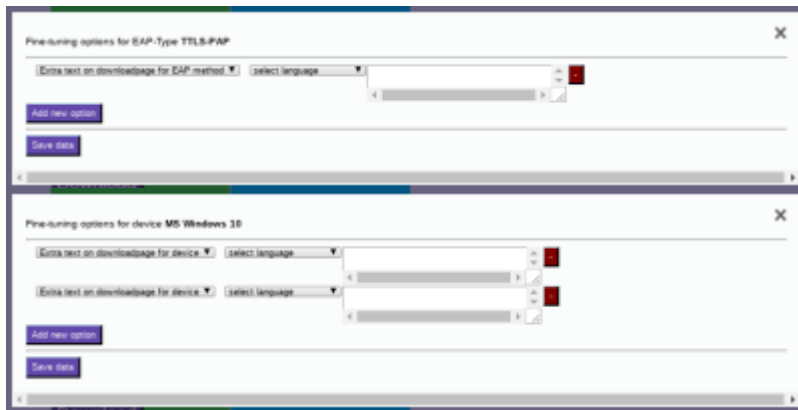 Fine-tuning options for EAP-Type TTLS-PAP
Extra text on downloadpage for EAP method select language -
Add new option
Save data
Fine-tuning options for device MS Windows 10
Extra text on downloadpage for device select language -
Extra text on downloadpage for device select language -
Add new option
Save data